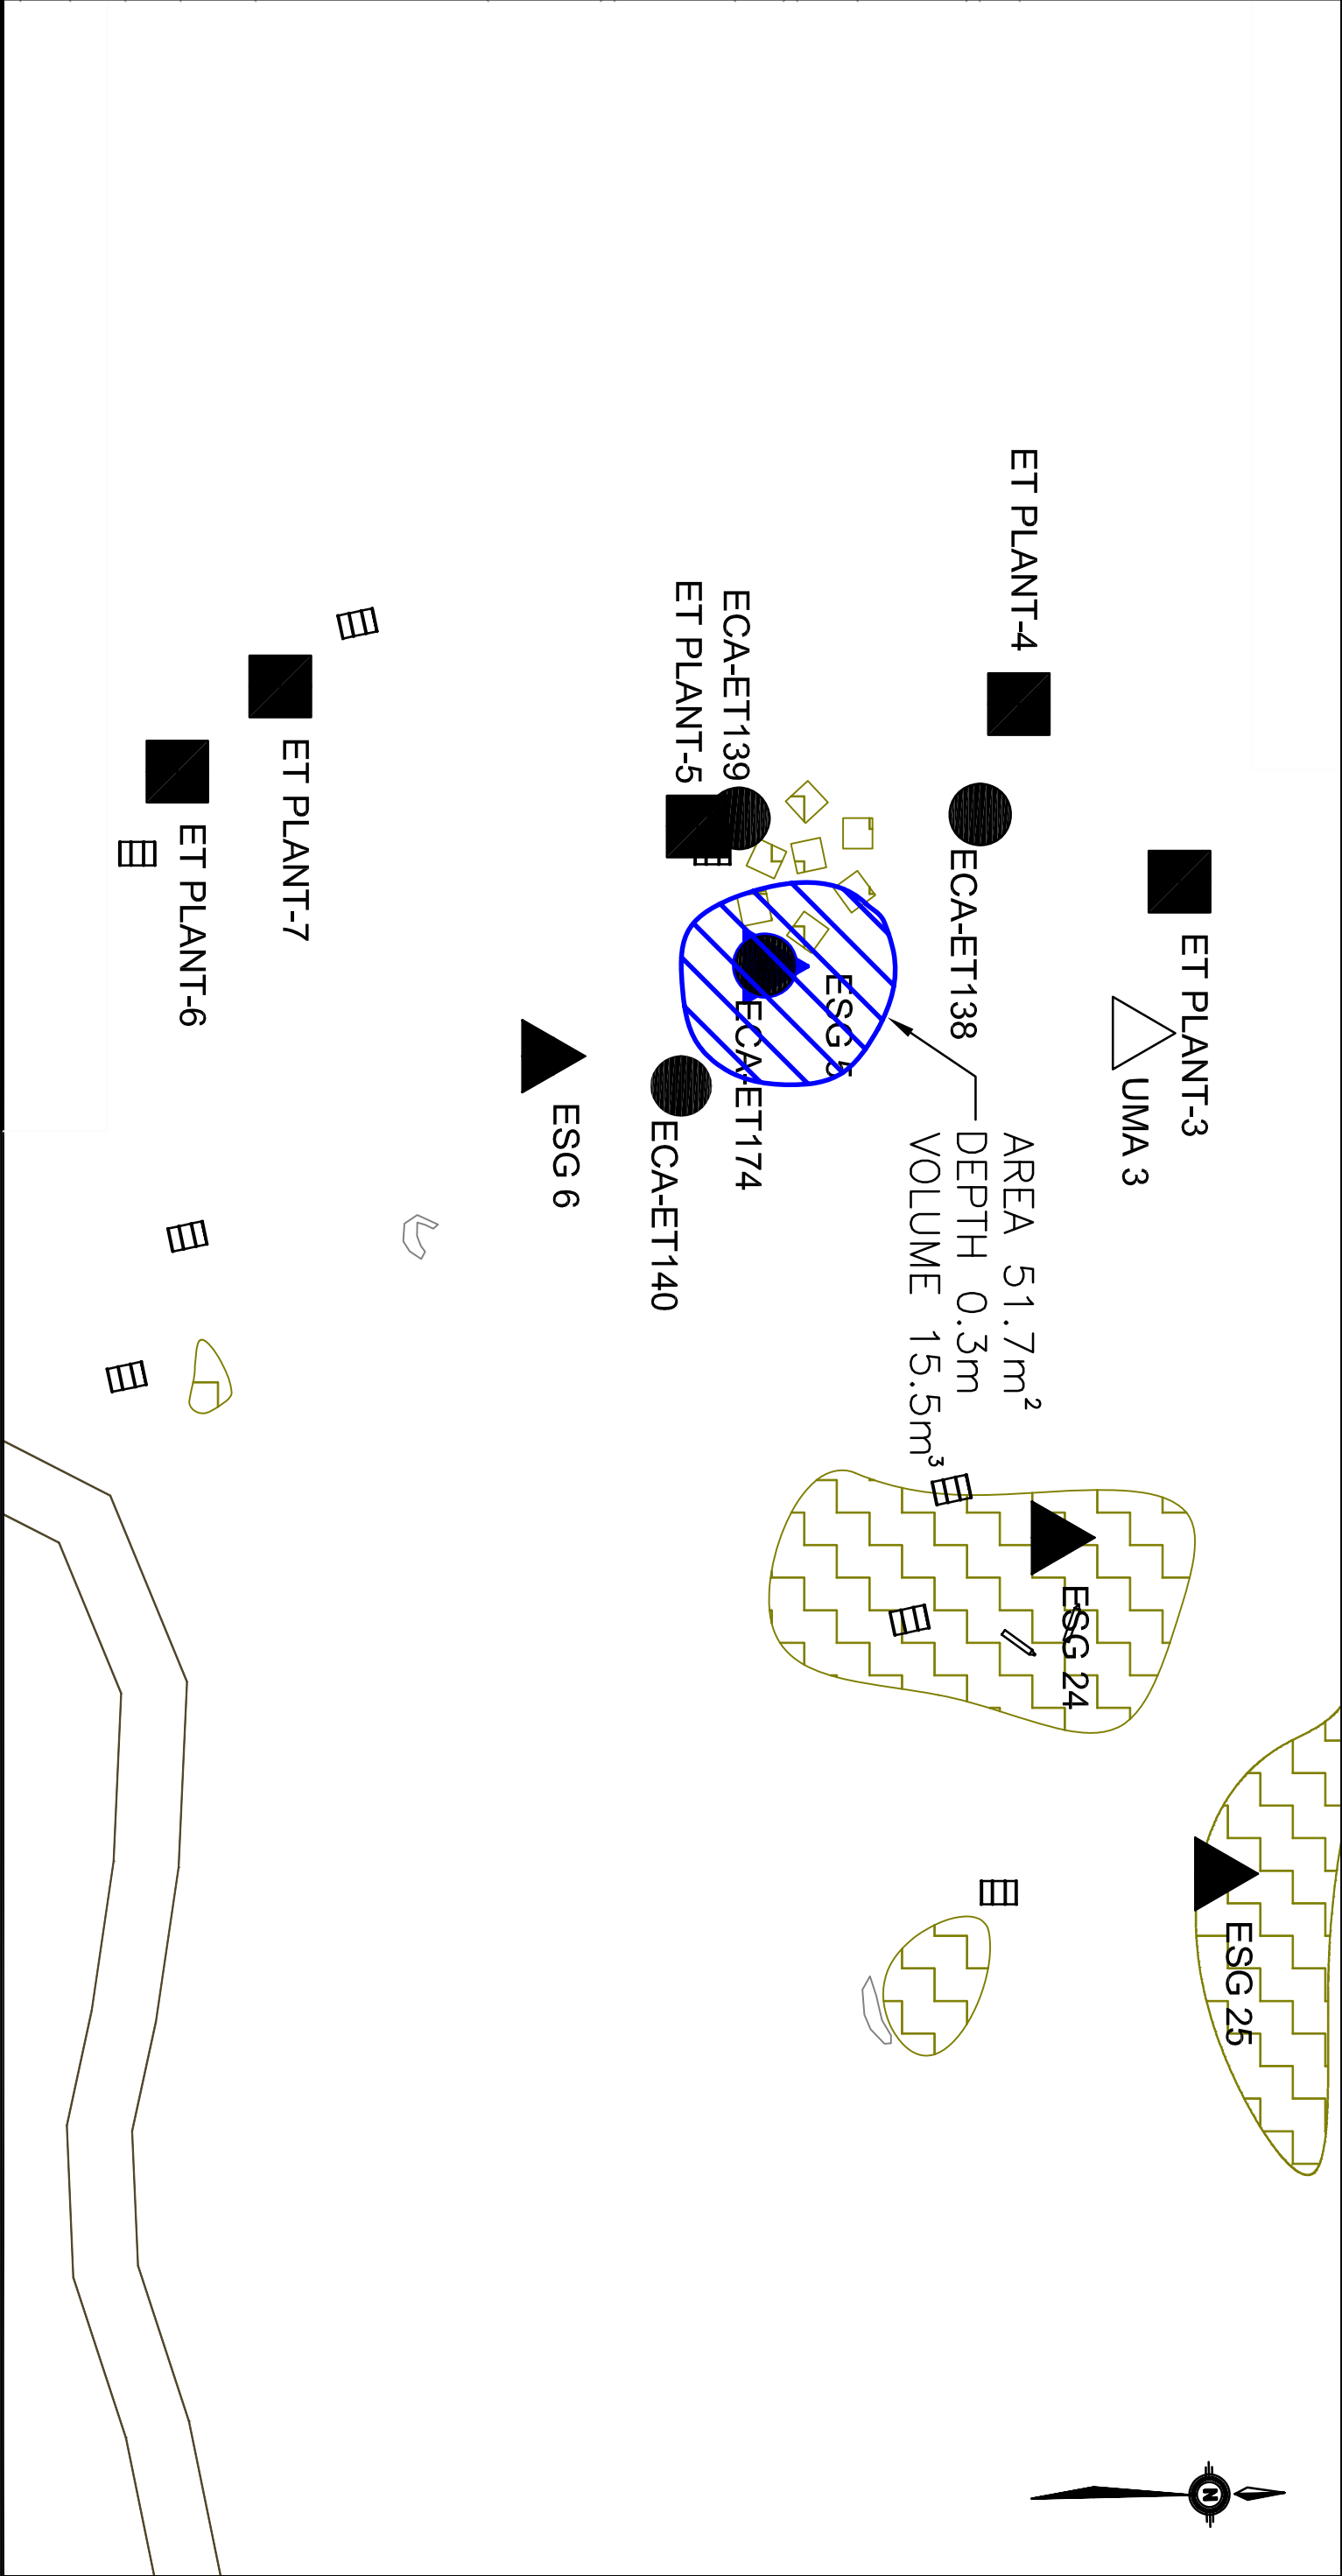 ET PLANT-3
UMA 3
ET PLANT-4
ECA-ET138
AREA 51.7m²
DEPTH 0.3m
VOLUME 15.5m³
ESG 5
ECA-ET139
ECA-ET174
ET PLANT-5
ECA-ET140
ESG 6
ET PLANT-7
ET PLANT-6
ESG 24
ESG 25
N